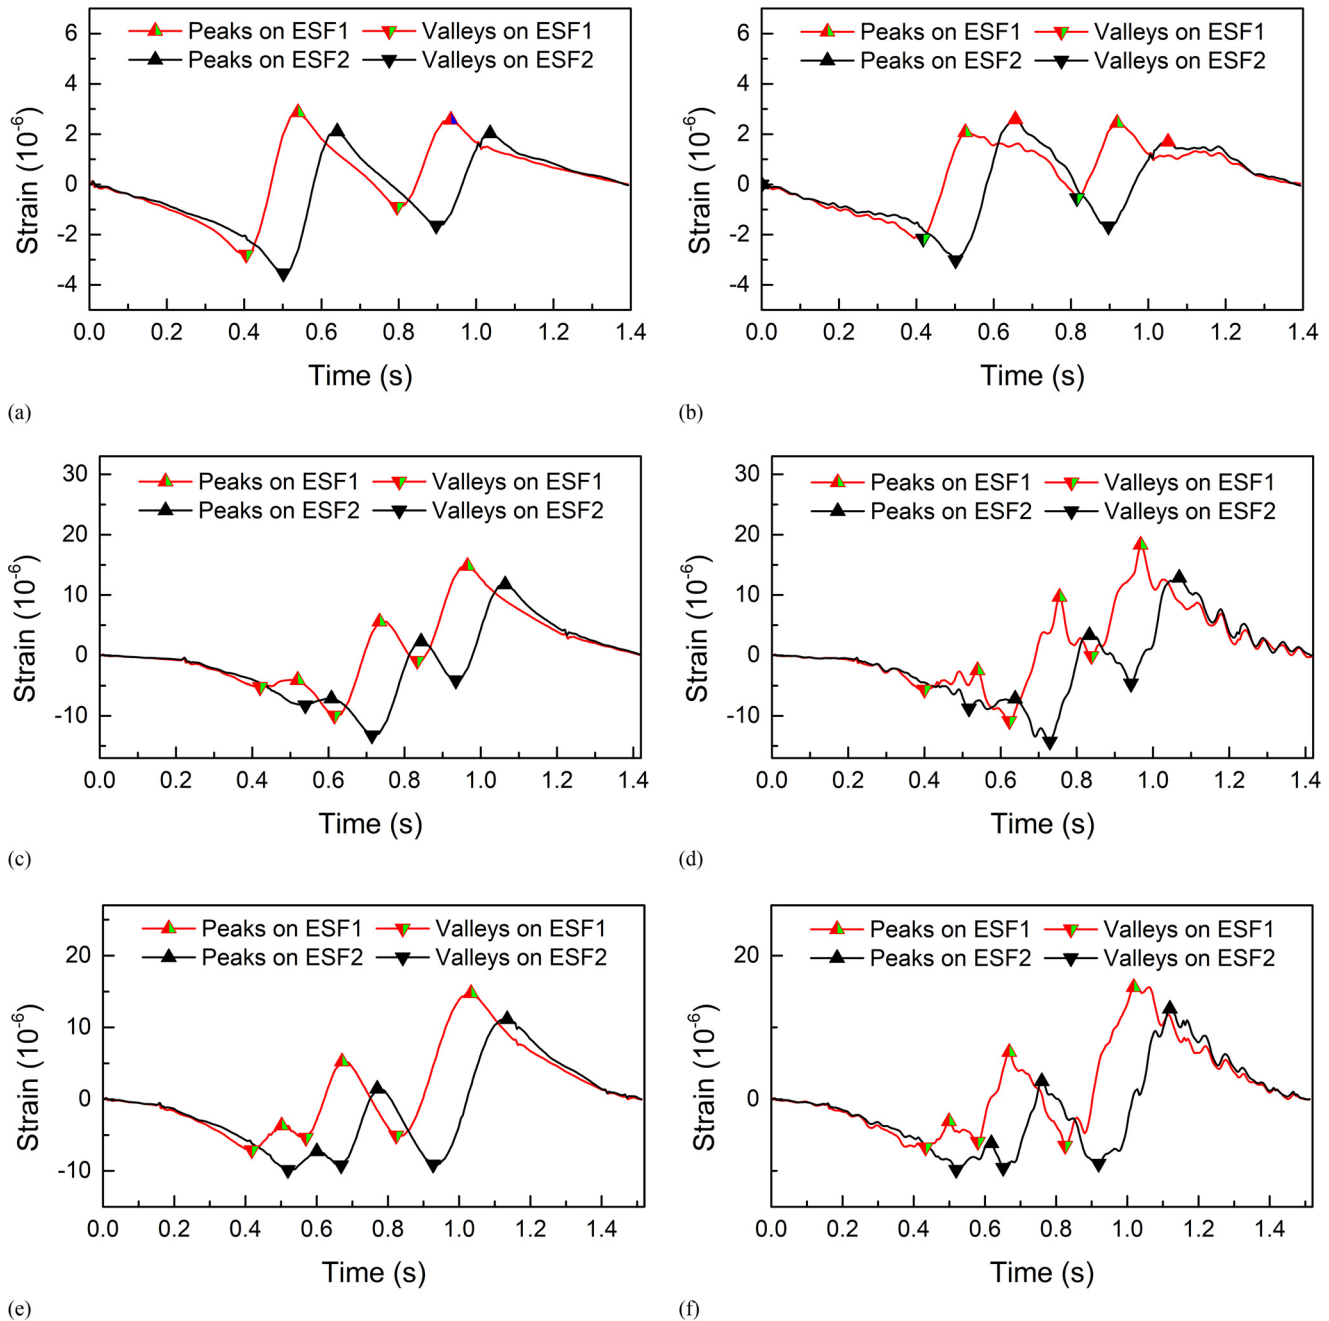 Peaks on ESF1 Valleys on ESF1
Peaks on ESF2 Valleys on ESF2
6
4
2
0
-2
-4
Strain (10-6)
0.0 0.2 0.4 0.6 0.8 1.0 1.2 1.4
Time (s)
(a)
Peaks on ESF1 Valleys on ESF1
Peaks on ESF2 Valleys on ESF2
6
4
2
0
-2
-4
Strain (10-6)
0.0 0.2 0.4 0.6 0.8 1.0 1.2 1.4
Time (s)
(b)
Peaks on ESF1 Valleys on ESF1
Peaks on ESF2 Valleys on ESF2
30
20
10
0
-10
Strain (10-6)
0.0 0.2 0.4 0.6 0.8 1.0 1.2 1.4
Time (s)
(c)
Peaks on ESF1 Valleys on ESF1
Peaks on ESF2 Valleys on ESF2
30
20
10
0
-10
Strain (10-6)
0.0 0.2 0.4 0.6 0.8 1.0 1.2 1.4
Time (s)
(d)
Peaks on ESF1 Valleys on ESF1
Peaks on ESF2 Valleys on ESF2
20
10
0
-10
Strain (10-6)
0.0 0.2 0.4 0.6 0.8 1.0 1.2 1.4
Time (s)
(e)
Peaks on ESF1 Valleys on ESF1
Peaks on ESF2 Valleys on ESF2
20
10
0
-10
Strain (10-6)
0.0 0.2 0.4 0.6 0.8 1.0 1.2 1.4
Time (s)
(f)